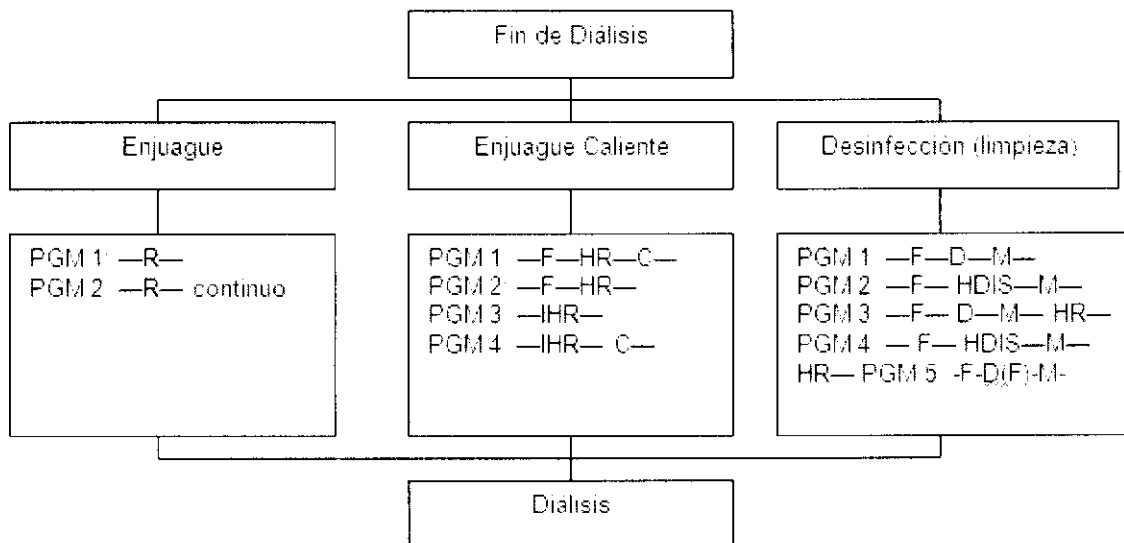 Fin de Diálisis
Enjuague
Enjuague Caliente
Desinfección (limpieza)
PGM 1 —R—
PGM 2 —R— continuo
PGM 1 —F—HR—C—
PGM 2 —F—HR—
PGM 3 —IHR—
PGM 4 —IHR— C—
PGM 1 —F—D—M—
PGM 2 —F— HDIS—M—
PGM 3 —F— D—M— HR—
PGM 4 — F— HDIS—M—
HR— PGM 5 -F-D(F)-M-
Diálisis